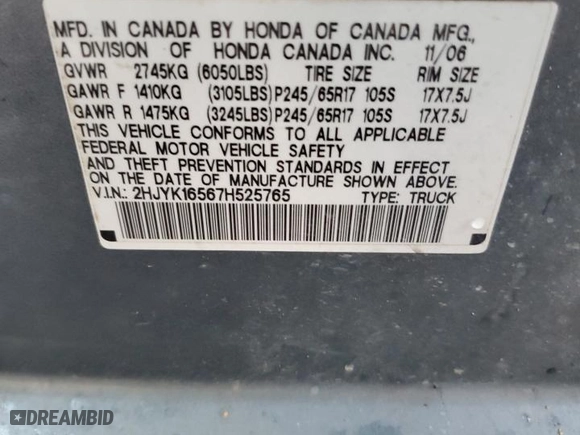 MFD. IN CANADA BY HONDA OF CANADA MFG.,
A DIVISION OF HONDA CANADA INC. 11/06
GVWR 2745KG (6050LBS) TIRE SIZE RIM SIZE
GAWR F 1410KG (3105LBS) P245/65R17 105S 17X7.5J
GAWR R 1475KG (3245LBS) P245/65R17 105S 17X7.5J
THIS VEHICLE CONFORMS TO ALL APPLICABLE
FEDERAL MOTOR VEHICLE SAFETY
AND THEFT PREVENTION STANDARDS IN EFFECT
ON THE DATE OF MANUFACTURE SHOWN ABOVE.
V.I.N.: 2HJYK16567H525765 TYPE: TRUCK
DREAMBID